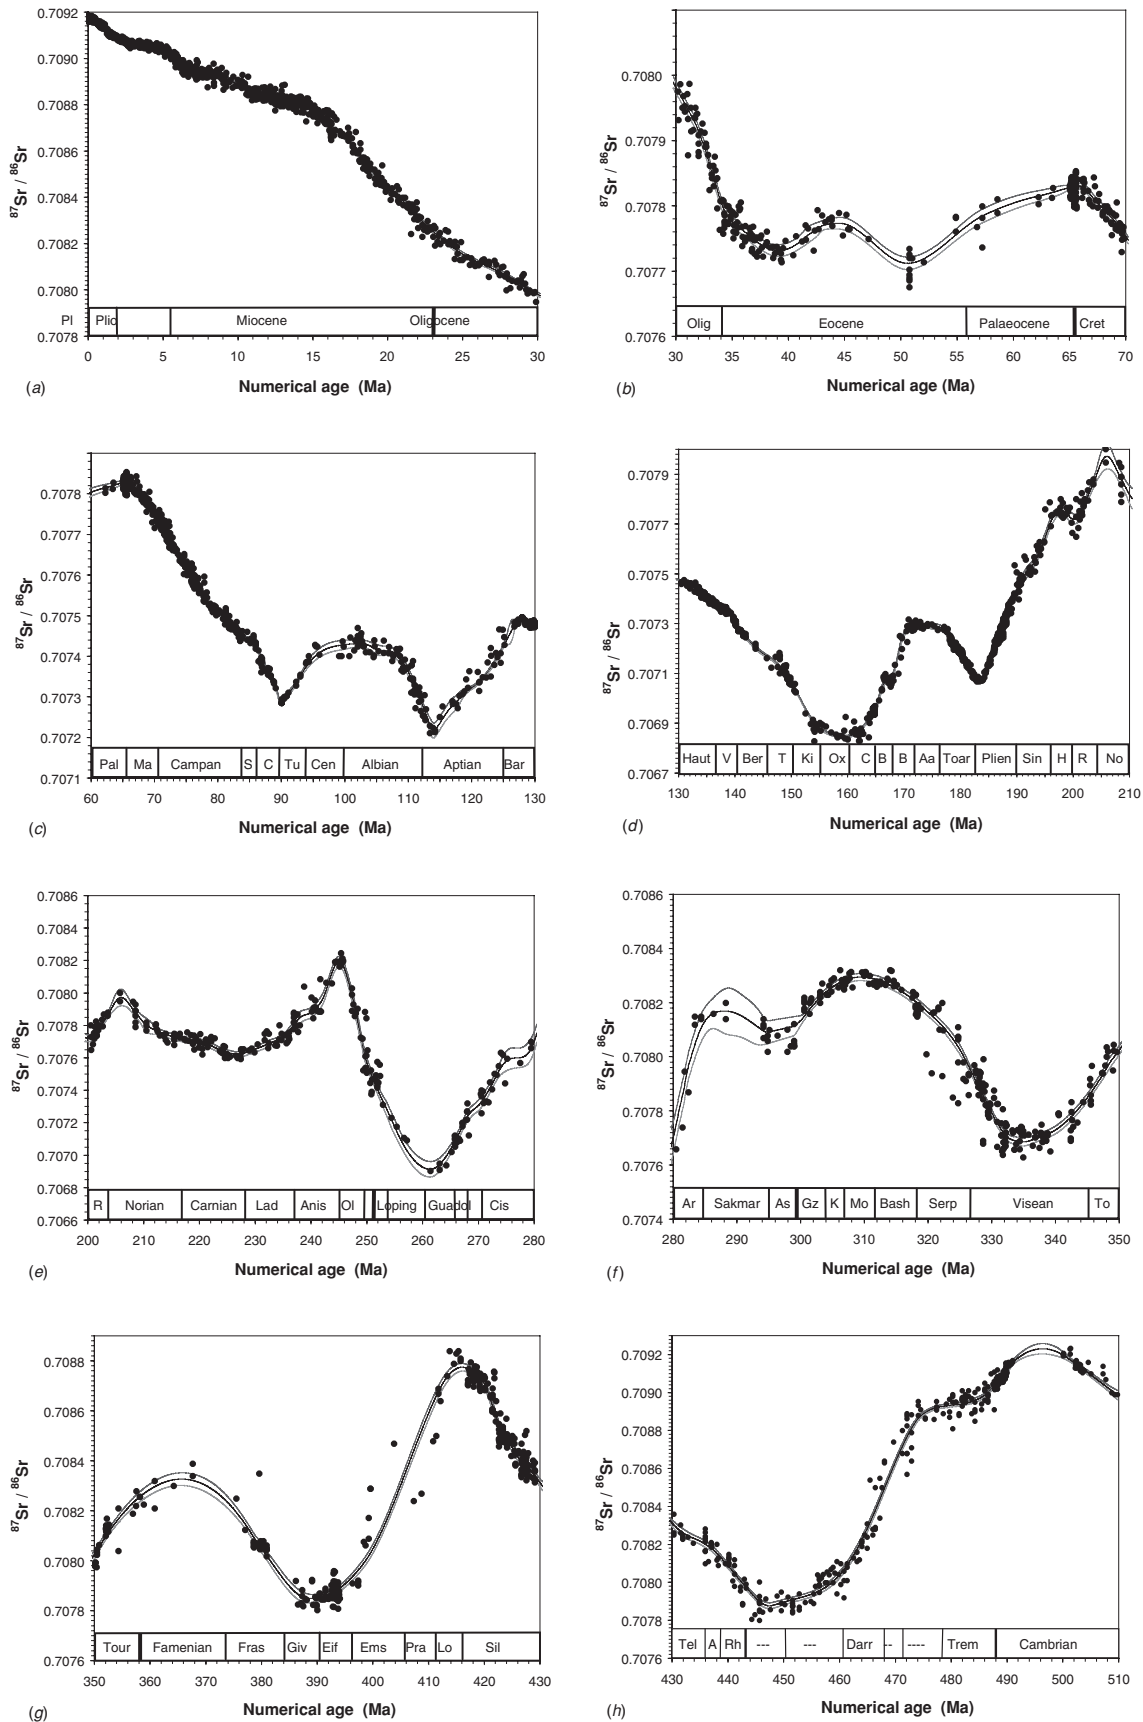 0.7092
0.7090
0.7088
0.7086
0.7084
0.7082
0.7080
0.7078
87Sr / 86Sr
Pl Plio Miocene Oligocene
0 5 10 15 20 25 30
(a) Numerical age (Ma)
0.7080
0.7079
0.7078
0.7077
0.7076
87Sr / 86Sr
Olig Eocene Palaeocene Cret
30 35 40 45 50 55 60 65 70
(b) Numerical age (Ma)
0.7078
0.7077
0.7076
0.7075
0.7074
0.7073
0.7072
0.7071
87Sr / 86Sr
Pal Ma Campan S C Tu Cen Albian Aptian Bar
60 70 80 90 100 110 120 130
(c) Numerical age (Ma)
0.7079
0.7077
0.7075
0.7073
0.7071
0.7069
0.7067
87Sr / 86Sr
Haut V Ber T Ki Ox C B B Aa Toar Plien Sin H R No
130 140 150 160 170 180 190 200 210
(d) Numerical age (Ma)
0.7086
0.7084
0.7082
0.7080
0.7078
0.7076
0.7074
0.7072
0.7070
0.7068
0.7066
87Sr / 86Sr
R Norian Carnian Lad Anis Ol Loping Guadol Cis
200 210 220 230 240 250 260 270 280
(e) Numerical age (Ma)
0.7086
0.7084
0.7082
0.7080
0.7078
0.7076
0.7074
87Sr / 86Sr
Ar Sakmar As Gz K Mo Bash Serp Visean To
280 290 300 310 320 330 340 350
(f) Numerical age (Ma)
0.7088
0.7086
0.7084
0.7082
0.7080
0.7078
0.7076
87Sr / 86Sr
Tour Famenian Fras Giv Eif Ems Pra Lo Sil
350 360 370 380 390 400 410 420 430
(g) Numerical age (Ma)
0.7092
0.7090
0.7088
0.7086
0.7084
0.7082
0.7080
0.7078
0.7076
87Sr / 86Sr
Tel A Rh --- --- Darr -- ---- Trem Cambrian
430 440 450 460 470 480 490 500 510
(h) Numerical age (Ma)